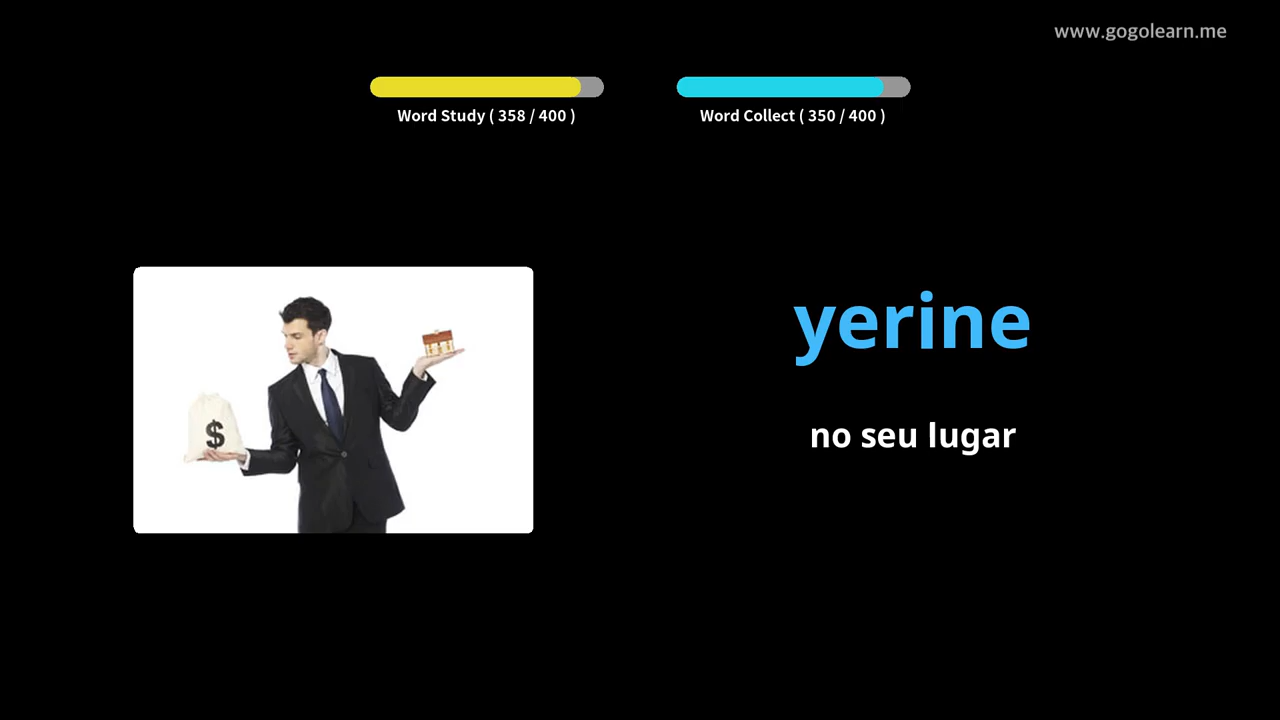 www.gogolearn.me
Word Study ( 358 / 400 )
Word Collect ( 350 / 400 )
$
yerine
no seu lugar